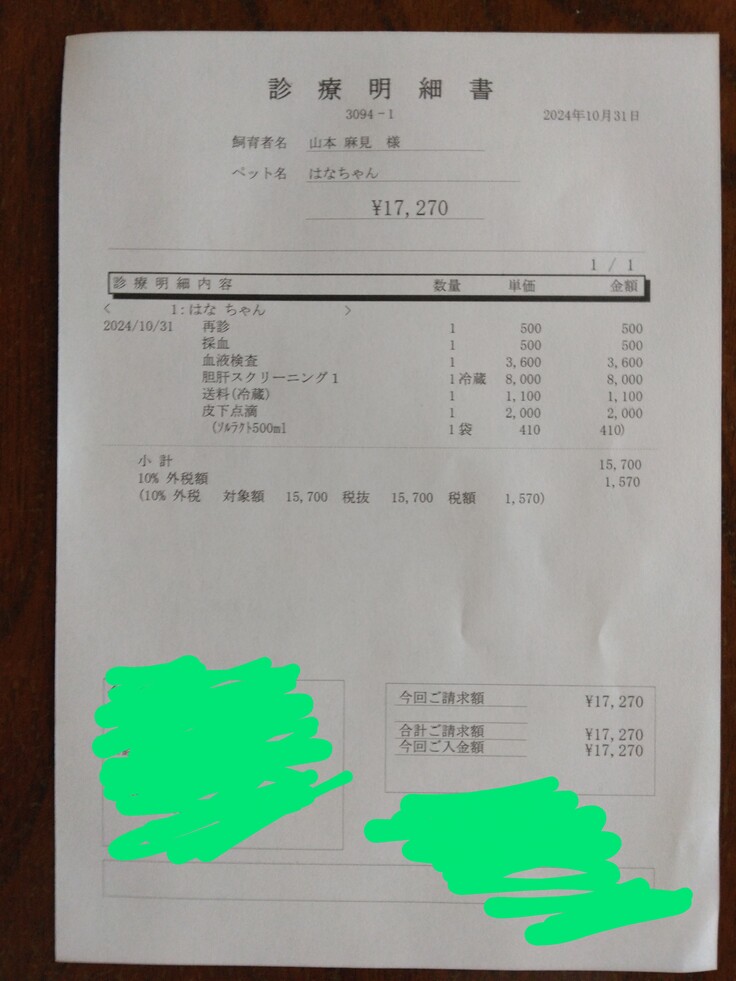 診療明細書
3094-1
2024年10月31日
飼育者名 山本 麻見 様
ペット名 はなちゃん
¥17,270
1 / 1
診療明細内容 数量 単価 金額
< 1:はな ちゃん >
2024/10/31 再診 1 500 500
採血 1 500 500
血液検査 1 3,600 3,600
胆肝スクリーニング1 1冷蔵 8,000 8,000
送料(冷蔵) 1 1,100 1,100
皮下点滴 1 2,000 2,000
(ソルラクト500ml 1袋 410 410)
小 計 15,700
10% 外税額 1,570
(10% 外税 対象額 15,700 税抜 15,700 税額 1,570)
今回ご請求額 ¥17,270
合計ご請求額 ¥17,270
今回ご入金額 ¥17,270